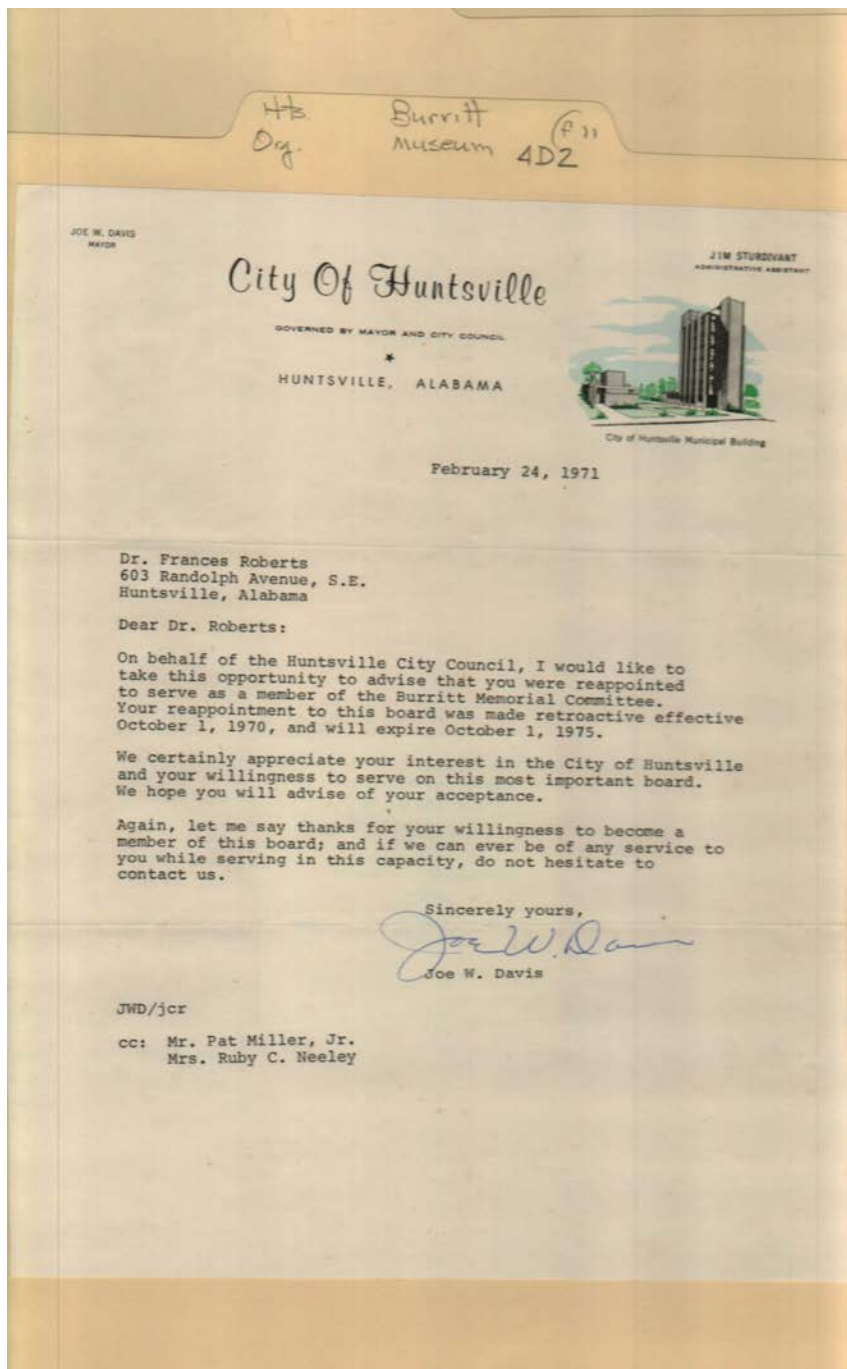 Hts. Burritt
Org. Museum
4D2
JOE W. DAVIS
MAYOR
JIM STURDIVANT
ADMINISTRATIVE ASSISTANT
City Of Huntsville
GOVERNED BY MAYOR AND CITY COUNCIL
HUNTSVILLE, ALABAMA
City of Huntsville Municipal Building
February 24, 1971
Dr. Frances Roberts
603 Randolph Avenue, S.E.
Huntsville, Alabama
Dear Dr. Roberts:
On behalf of the Huntsville City Council, I would like to
take this opportunity to advise that you were reappointed
to serve as a member of the Burritt Memorial Committee.
Your reappointment to this board was made retroactive effective
October 1, 1970, and will expire October 1, 1975.
We certainly appreciate your interest in the City of Huntsville
and your willingness to serve on this most important board.
We hope you will advise of your acceptance.
Again, let me say thanks for your willingness to become a
member of this board; and if we can ever be of any service to
you while serving in this capacity, do not hesitate to
contact us.
Sincerely yours,
Joe W. Davis
Joe W. Davis
JWD/jcr
cc: Mr. Pat Miller, Jr.
Mrs. Ruby C. Neeley